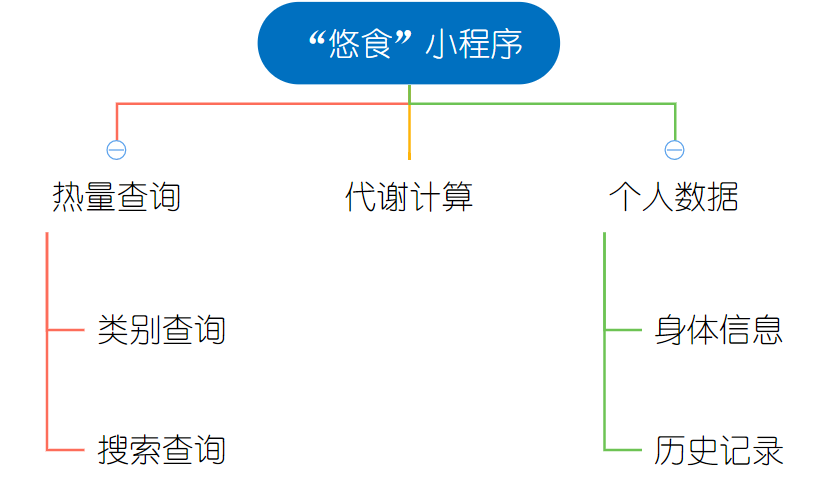 “悠食”小程序
热量查询
代谢计算
个人数据
类别查询
身体信息
搜索查询
历史记录